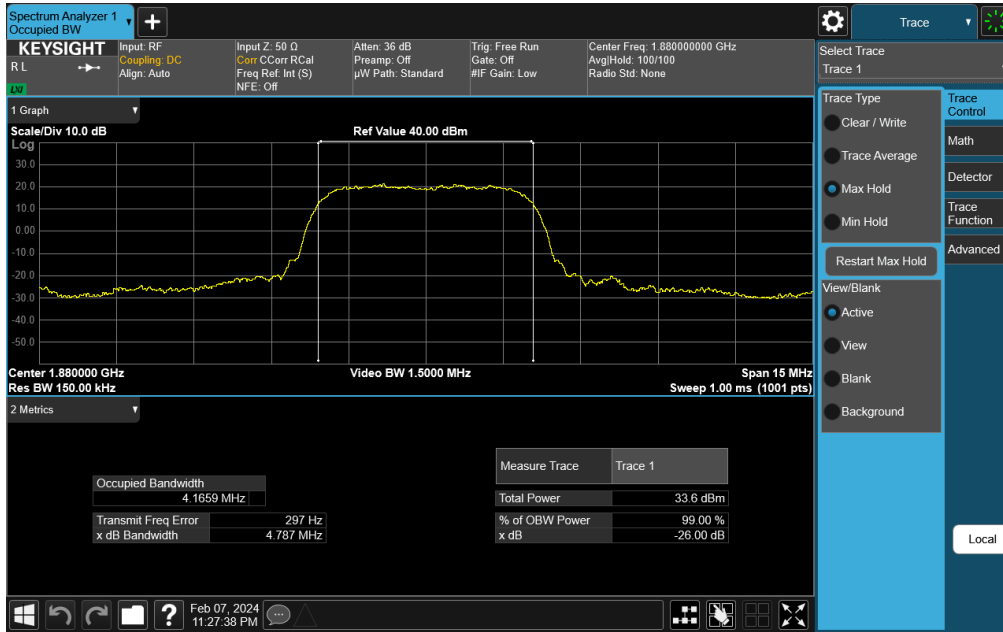 Spectrum Analyzer 1
Occupied BW
Trace
KEYSIGHT
R L
LXI
Input: RF
Coupling: DC
Align: Auto
Input Z: 50 Ω
Corr CCorr RCal
Freq Ref: Int (S)
NFE: Off
Atten: 36 dB
Preamp: Off
µW Path: Standard
Trig: Free Run
Gate: Off
#IF Gain: Low
Center Freq: 1.880000000 GHz
Avg|Hold: 100/100
Radio Std: None
Select Trace
Trace 1
1 Graph
Scale/Div 10.0 dB
Ref Value 40.00 dBm
Log
30.0
20.0
10.0
0.00
-10.0
-20.0
-30.0
-40.0
-50.0
Center 1.880000 GHz
Res BW 150.00 kHz
Video BW 1.5000 MHz
Span 15 MHz
Sweep 1.00 ms (1001 pts)
Trace Type
Clear / Write
Trace Average
Max Hold
Min Hold
Restart Max Hold
View/Blank
Active
View
Blank
Background
Trace
Control
Math
Detector
Trace
Function
Advanced
Local
2 Metrics
Occupied Bandwidth
4.1659 MHz
Transmit Freq Error 297 Hz
x dB Bandwidth 4.787 MHz
Measure Trace Trace 1
Total Power 33.6 dBm
% of OBW Power 99.00 %
x dB -26.00 dB
?
Feb 07, 2024
11:27:38 PM